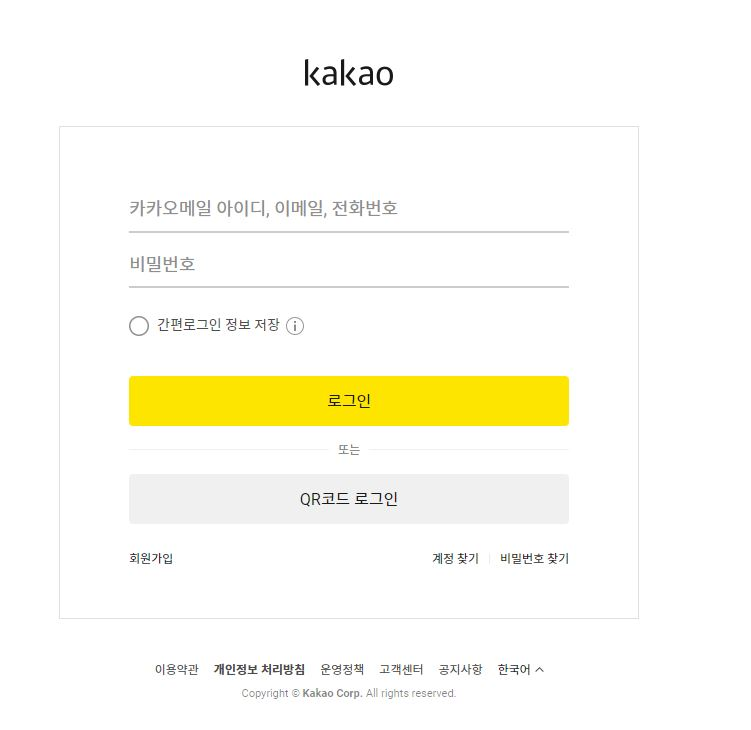 kakao
카카오메일 아이디, 이메일, 전화번호
비밀번호
간편로그인 정보 저장
로그인
또는
QR코드 로그인
회원가입 계정 찾기 비밀번호 찾기
이용약관 개인정보 처리방침 운영정책 고객센터 공지사항 한국어
Copyright © Kakao Corp. All rights reserved.